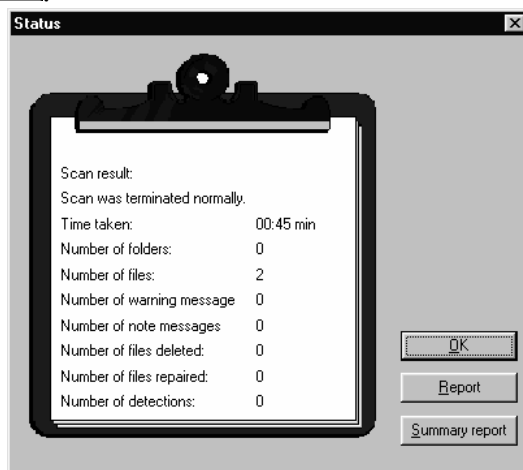 Status
Scan result:
Scan was terminated normally.
Time taken: 00:45 min
Number of folders: 0
Number of files: 2
Number of warning message 0
Number of note messages 0
Number of files deleted: 0
Number of files repaired: 0
Number of detections: 0
OK
Report
Summary report